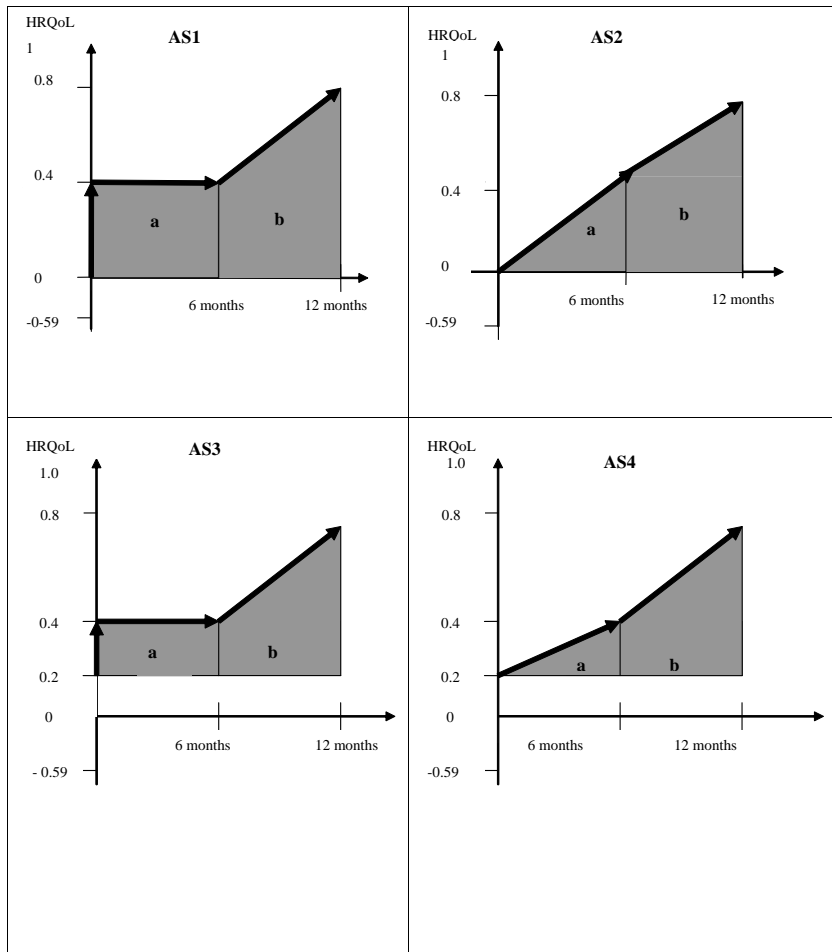 HRQoL
AS1
1
0.8
0.4
a
b
0
6 months 12 months
-0-59
HRQoL
AS2
1
0.8
0.4
a
b
0
6 months 12 months
-0.59
HRQoL
AS3
1.0
0.8
0.4
a b
0.2
0
6 months 12 months
- 0.59
HRQoL
AS4
1.0
0.8
0.4
a b
0.2
0
6 months 12 months
-0.59